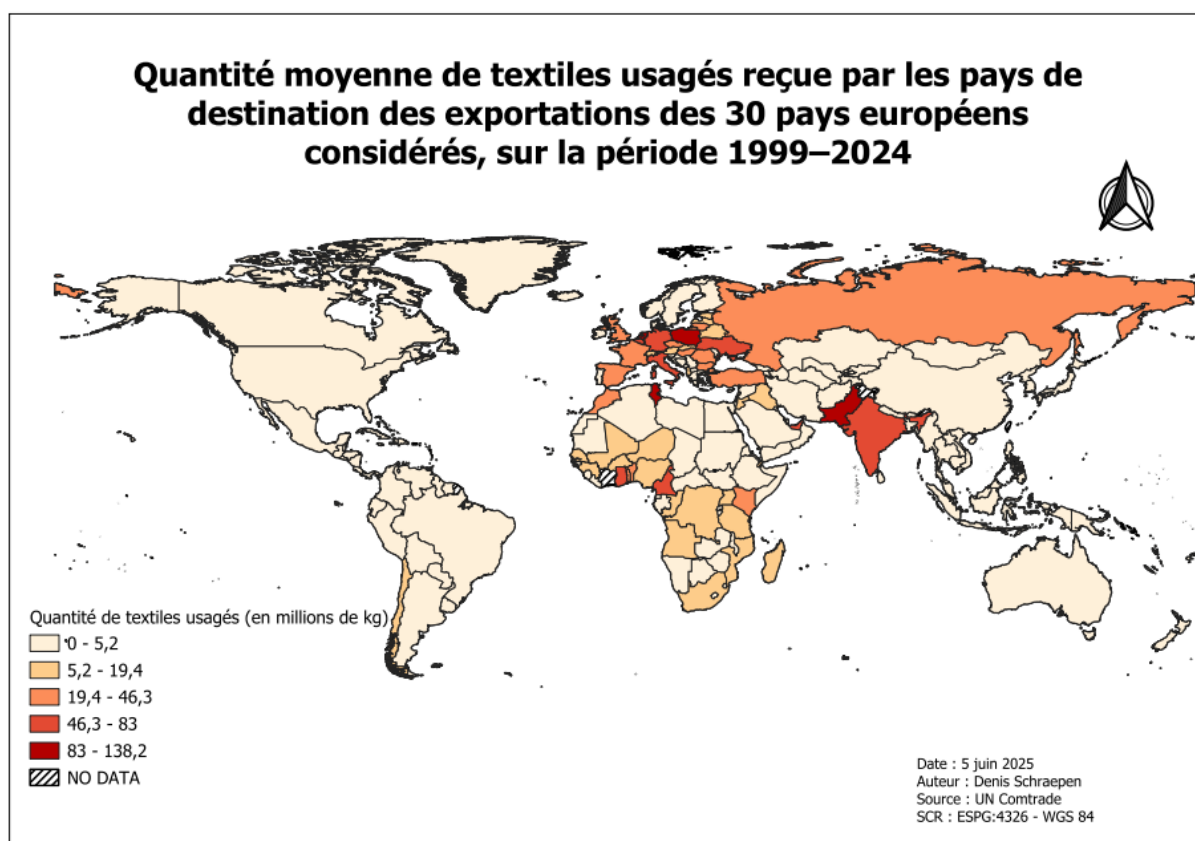 Quantité moyenne de textiles usagés reçue par les pays de
destination des exportations des 30 pays européens
considérés, sur la période 1999–2024
Quantité de textiles usagés (en millions de kg)
0 - 5,2
5,2 - 19,4
19,4 - 46,3
46,3 - 83
83 - 138,2
NO DATA
Date : 5 juin 2025
Auteur : Denis Schraepen
Source : UN Comtrade
SCR : ESPG:4326 - WGS 84